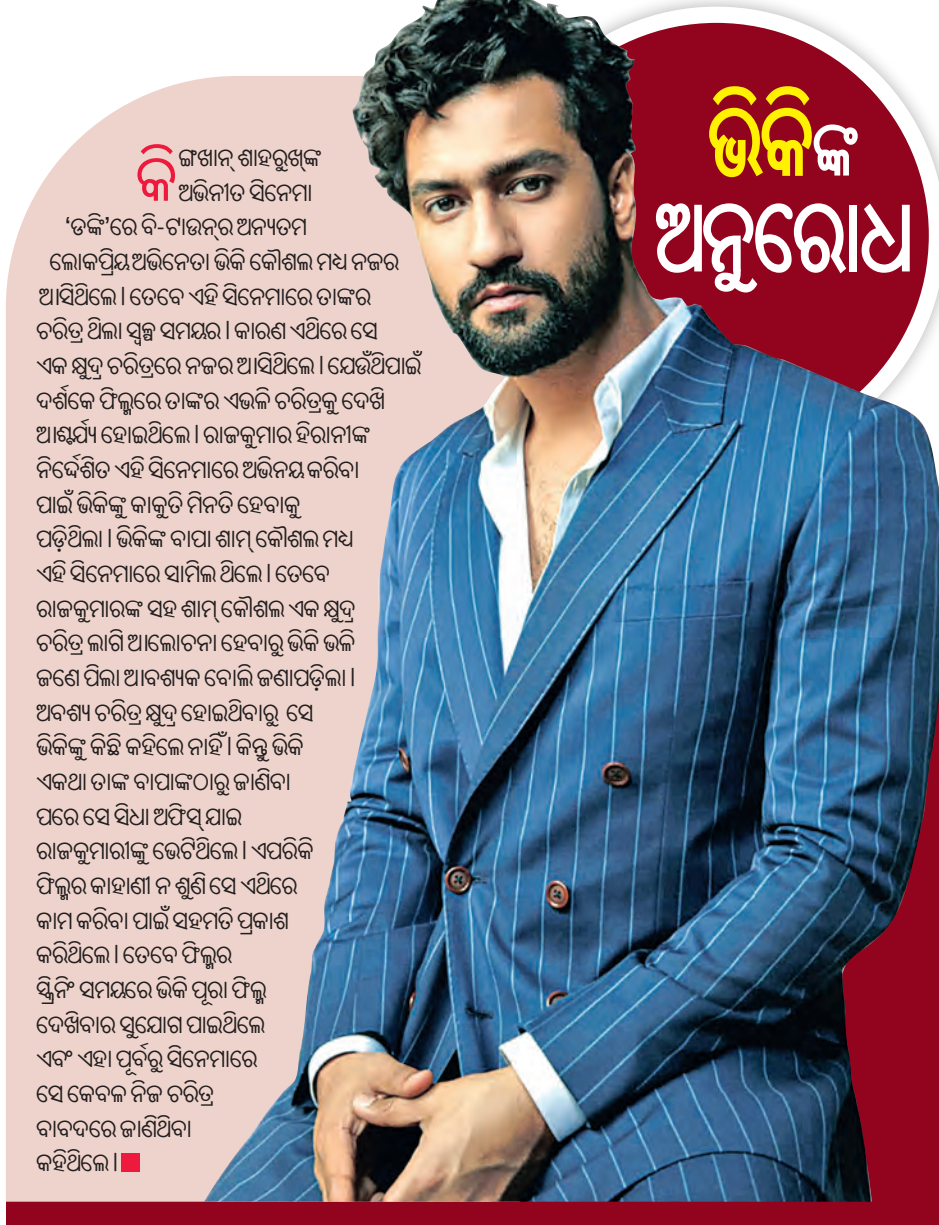 ଭିକିଙ୍କ
ଅନୁରୋଧ
କିଙ୍ଗଖାନ୍ ଶାହରୁଖ୍‌ଙ୍କ
ଅଭିନୀତ ସିନେମା
‘ଡଙ୍କି’ରେ ବି-ଟାଉନ୍‌ର ଅନ୍ୟତମ
ଲୋକପ୍ରିୟ ଅଭିନେତା ଭିକି କୌଶଲ ମଧ୍ୟ ନଜର
ଆସିଥିଲେ । ତେବେ ଏହି ସିନେମାରେ ତାଙ୍କର
ଚରିତ୍ର ଥିଲା ସ୍ୱଳ୍ପ ସମୟର । କାରଣ ଏଥିରେ ସେ
ଏକ କ୍ଷୁଦ୍ର ଚରିତ୍ରରେ ନଜର ଆସିଥିଲେ । ଯେଉଁଥିପାଇଁ
ଦର୍ଶକେ ଫିଲ୍ମରେ ତାଙ୍କର ଏଭଳି ଚରିତ୍ରକୁ ଦେଖି
ଆଶ୍ଚର୍ଯ୍ୟ ହୋଇଥିଲେ । ରାଜକୁମାର ହିରାନୀଙ୍କ
ନିର୍ଦ୍ଦେଶିତ ଏହି ସିନେମାରେ ଅଭିନୟ କରିବା
ପାଇଁ ଭିକିଙ୍କୁ କାକୁତି ମିନତି ହେବାକୁ
ପଡ଼ିଥିଲା । ଭିକିଙ୍କ ବାପା ଶାମ୍ କୌଶଲ ମଧ୍ୟ
ଏହି ସିନେମାରେ ସାମିଲ ଥିଲେ । ତେବେ
ରାଜକୁମାରଙ୍କ ସହ ଶାମ୍ କୌଶଲ ଏକ କ୍ଷୁଦ୍ର
ଚରିତ୍ର ଲାଗି ଆଲୋଚନା ହେବାରୁ ଭିକି ଭଳି
ଜଣେ ପିଲା ଆବଶ୍ୟକ ବୋଲି ଜଣାପଡ଼ିଲା ।
ଅବଶ୍ୟ ଚରିତ୍ର କ୍ଷୁଦ୍ର ହୋଇଥିବାରୁ ସେ
ଭିକିଙ୍କୁ କିଛି କହିଲେ ନାହିଁ । କିନ୍ତୁ ଭିକି
ଏକଥା ତାଙ୍କ ବାପାଙ୍କଠାରୁ ଜାଣିବା
ପରେ ସେ ସିଧା ଅଫିସ୍ ଯାଇ
ରାଜକୁମାରୀଙ୍କୁ ଭେଟିଥିଲେ । ଏପରିକି
ଫିଲ୍ମର କାହାଣୀ ନ ଶୁଣି ସେ ଏଥିରେ
କାମ କରିବା ପାଇଁ ସହମତି ପ୍ରକାଶ
କରିଥିଲେ । ତେବେ ଫିଲ୍ମର
ସ୍କ୍ରିନିଂ ସମୟରେ ଭିକି ପୂରା ଫିଲ୍ମ
ଦେଖିବାର ସୁଯୋଗ ପାଇଥିଲେ
ଏବଂ ଏହା ପୂର୍ବରୁ ସିନେମାରେ
ସେ କେବଳ ନିଜ ଚରିତ୍ର
ବାବଦରେ ଜାଣିଥିବା
କହିଥିଲେ ।